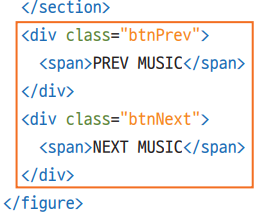 </section>
<div class="btnPrev">
<span>PREV MUSIC</span>
</div>
<div class="btnNext">
<span>NEXT MUSIC</span>
</div>
</figure>